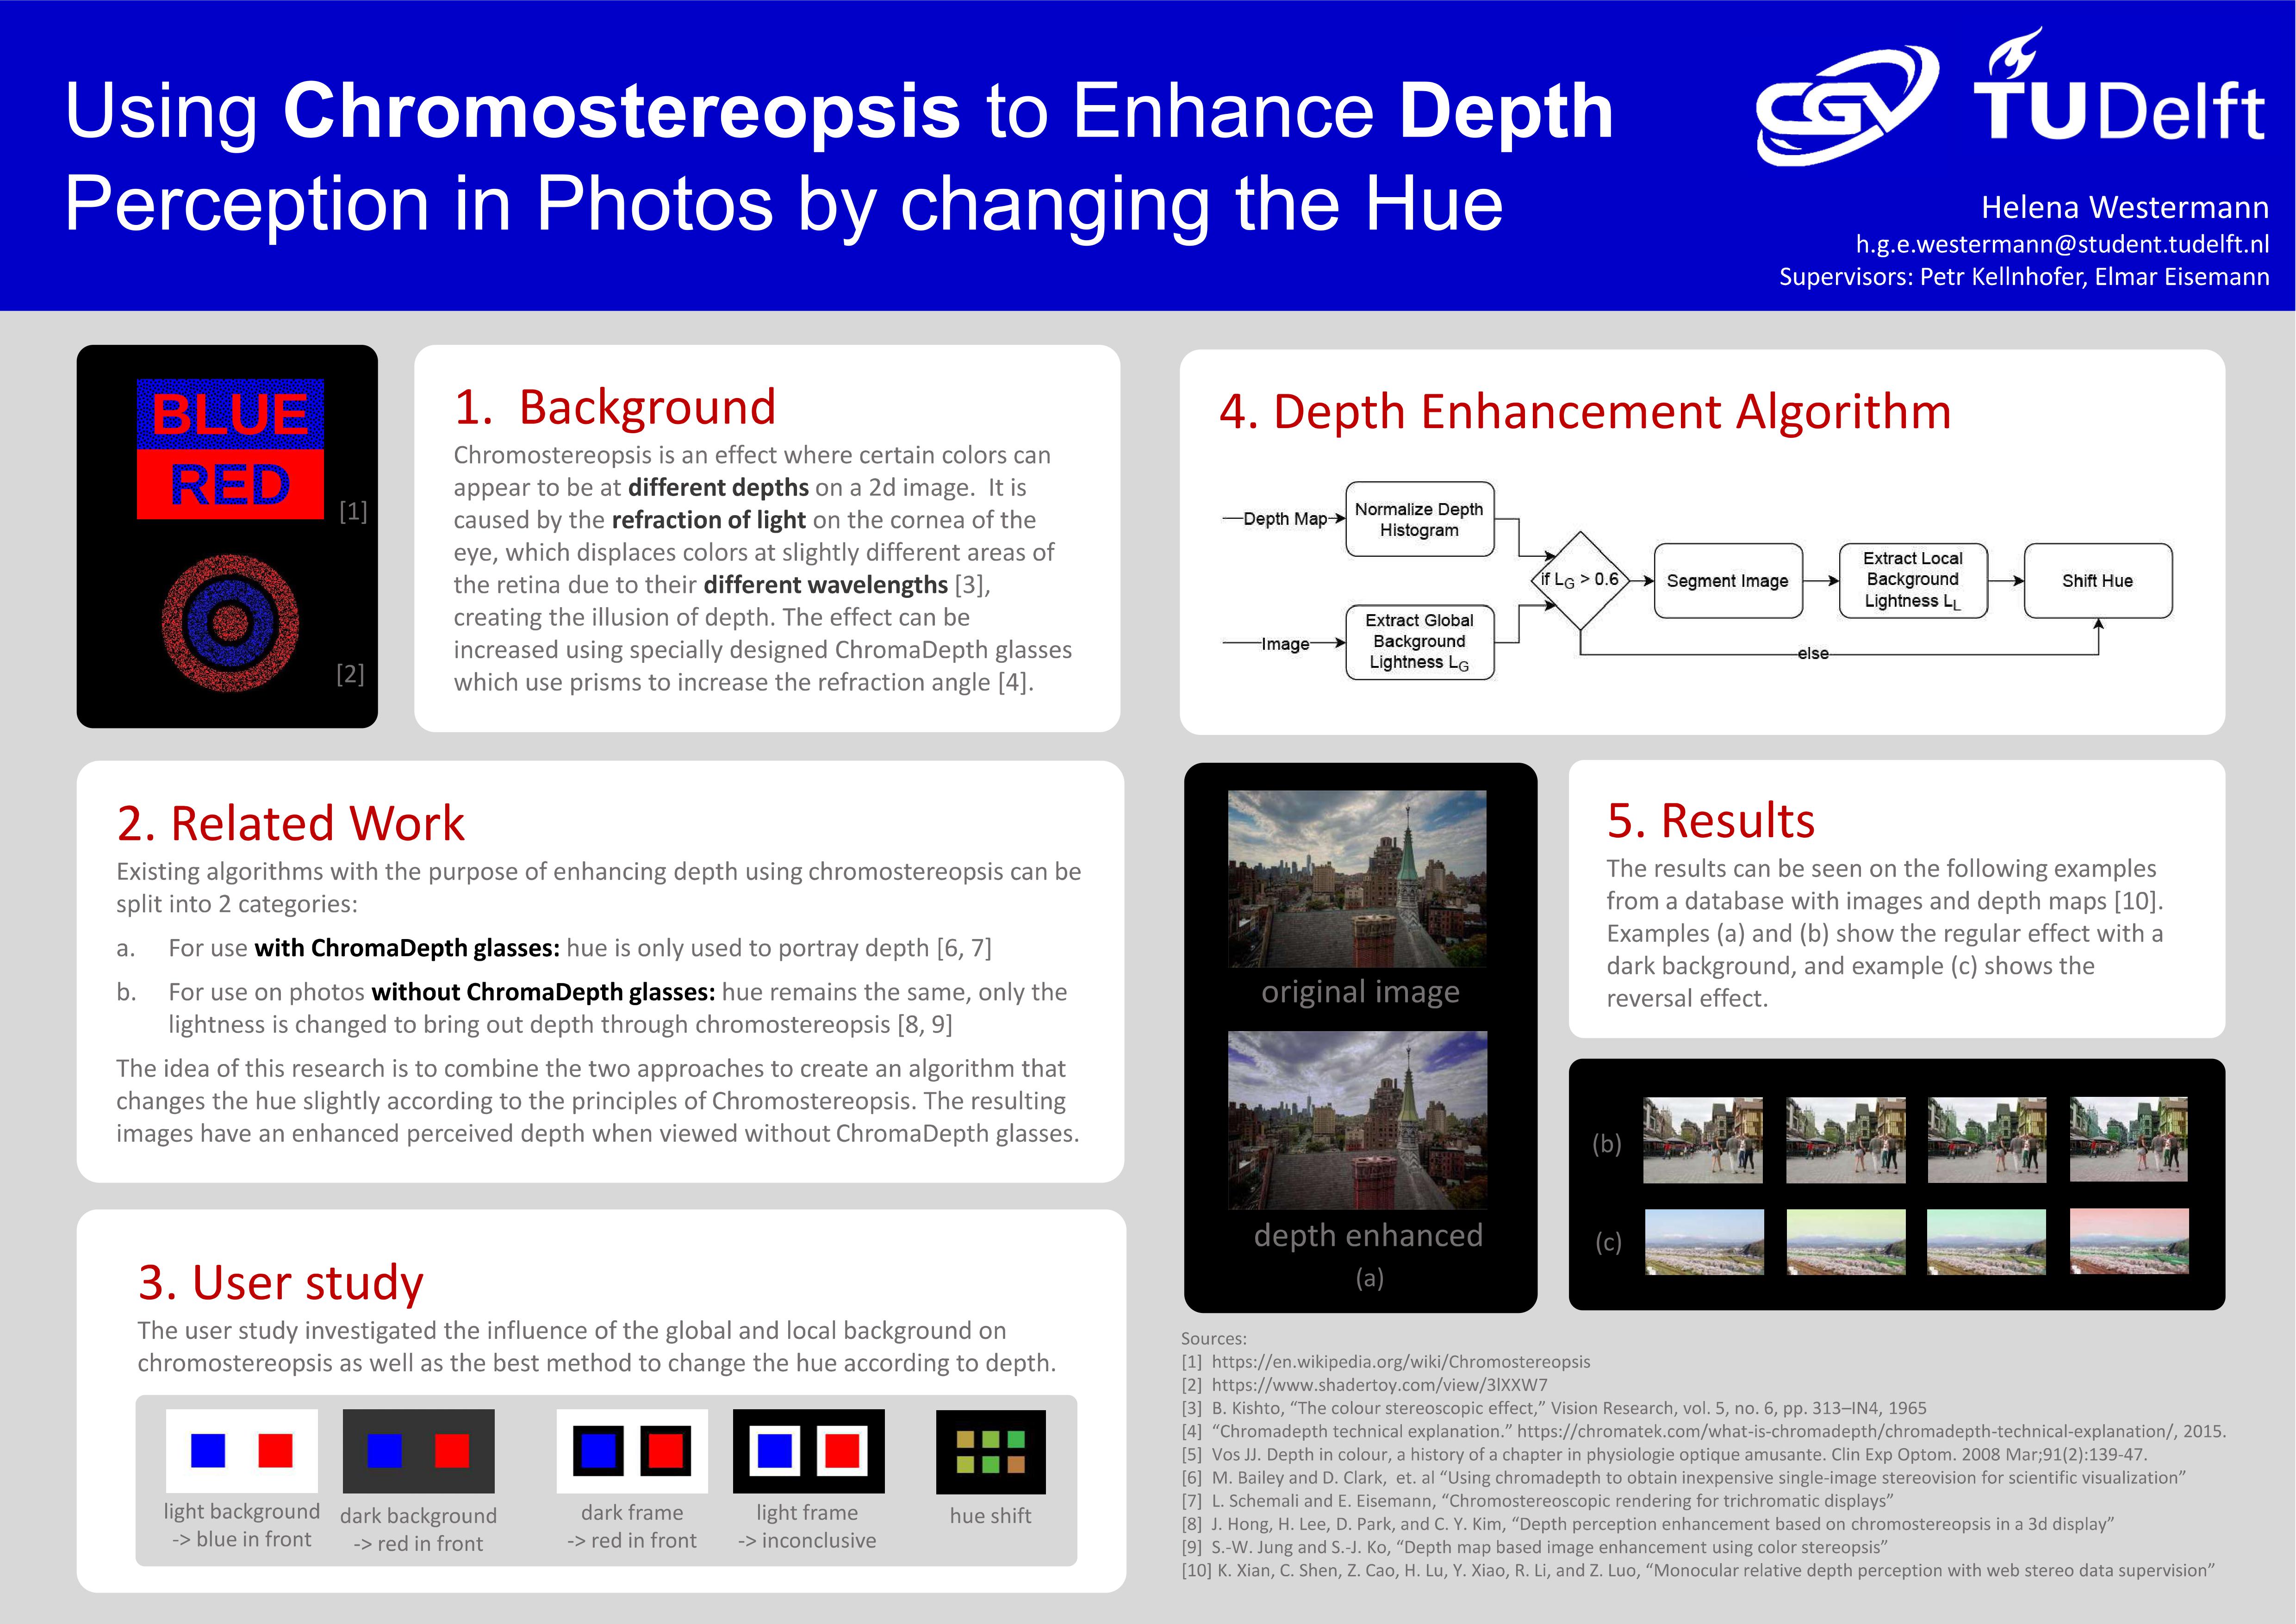 Using Chromostereopsis to Enhance Depth
Perception in Photos by changing the Hue
CGV
TUDelft
Helena Westermann
h.g.e.westermann@student.tudelft.nl
Supervisors: Petr Kellnhofer, Elmar Eisemann
BLUE
RED
[1]
[2]
1. Background
Chromostereopsis is an effect where certain colors can
appear to be at different depths on a 2d image. It is
caused by the refraction of light on the cornea of the
eye, which displaces colors at slightly different areas of
the retina due to their different wavelengths [3],
creating the illusion of depth. The effect can be
increased using specially designed ChromaDepth glasses
which use prisms to increase the refraction angle [4].
2. Related Work
Existing algorithms with the purpose of enhancing depth using chromostereopsis can be
split into 2 categories:
a. For use with ChromaDepth glasses: hue is only used to portray depth [6, 7]
b. For use on photos without ChromaDepth glasses: hue remains the same, only the
lightness is changed to bring out depth through chromostereopsis [8, 9]
The idea of this research is to combine the two approaches to create an algorithm that
changes the hue slightly according to the principles of Chromostereopsis. The resulting
images have an enhanced perceived depth when viewed without ChromaDepth glasses.
3. User study
The user study investigated the influence of the global and local background on
chromostereopsis as well as the best method to change the hue according to depth.
light background
-> blue in front
dark background
-> red in front
dark frame
-> red in front
light frame
-> inconclusive
hue shift
4. Depth Enhancement Algorithm
Depth Map
Normalize Depth
Histogram
Image
Extract Global
Background
Lightness LG
if LG > 0.6
Segment Image
Extract Local
Background
Lightness LL
Shift Hue
else
original image
depth enhanced
(a)
5. Results
The results can be seen on the following examples
from a database with images and depth maps [10].
Examples (a) and (b) show the regular effect with a
dark background, and example (c) shows the
reversal effect.
(b)
(c)
Sources:
[1] https://en.wikipedia.org/wiki/Chromostereopsis
[2] https://www.shadertoy.com/view/3lXXW7
[3] B. Kishto, “The colour stereoscopic effect,” Vision Research, vol. 5, no. 6, pp. 313–IN4, 1965
[4] “Chromadepth technical explanation.” https://chromatek.com/what-is-chromadepth/chromadepth-technical-explanation/, 2015.
[5] Vos JJ. Depth in colour, a history of a chapter in physiologie optique amusante. Clin Exp Optom. 2008 Mar;91(2):139-47.
[6] M. Bailey and D. Clark, et. al “Using chromadepth to obtain inexpensive single-image stereovision for scientific visualization”
[7] L. Schemali and E. Eisemann, “Chromostereoscopic rendering for trichromatic displays”
[8] J. Hong, H. Lee, D. Park, and C. Y. Kim, “Depth perception enhancement based on chromostereopsis in a 3d display”
[9] S.-W. Jung and S.-J. Ko, “Depth map based image enhancement using color stereopsis”
[10] K. Xian, C. Shen, Z. Cao, H. Lu, Y. Xiao, R. Li, and Z. Luo, “Monocular relative depth perception with web stereo data supervision”